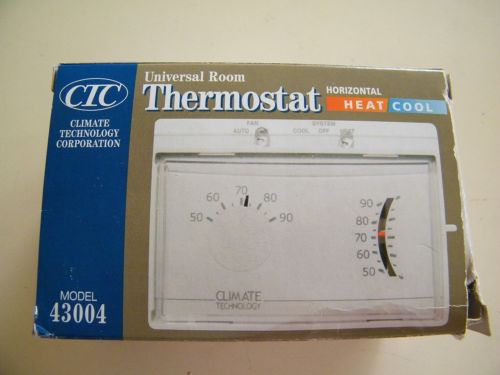 CTC
CLIMATE
TECHNOLOGY
CORPORATION
MODEL
43004
Universal Room
Thermostat
HORIZONTAL
HEAT COOL
FAN
AUTO
SYSTEM
COOL OFF HEAT
50 60 70 80 90
90
80
70
60
50
CLIMATE
TECHNOLOGY